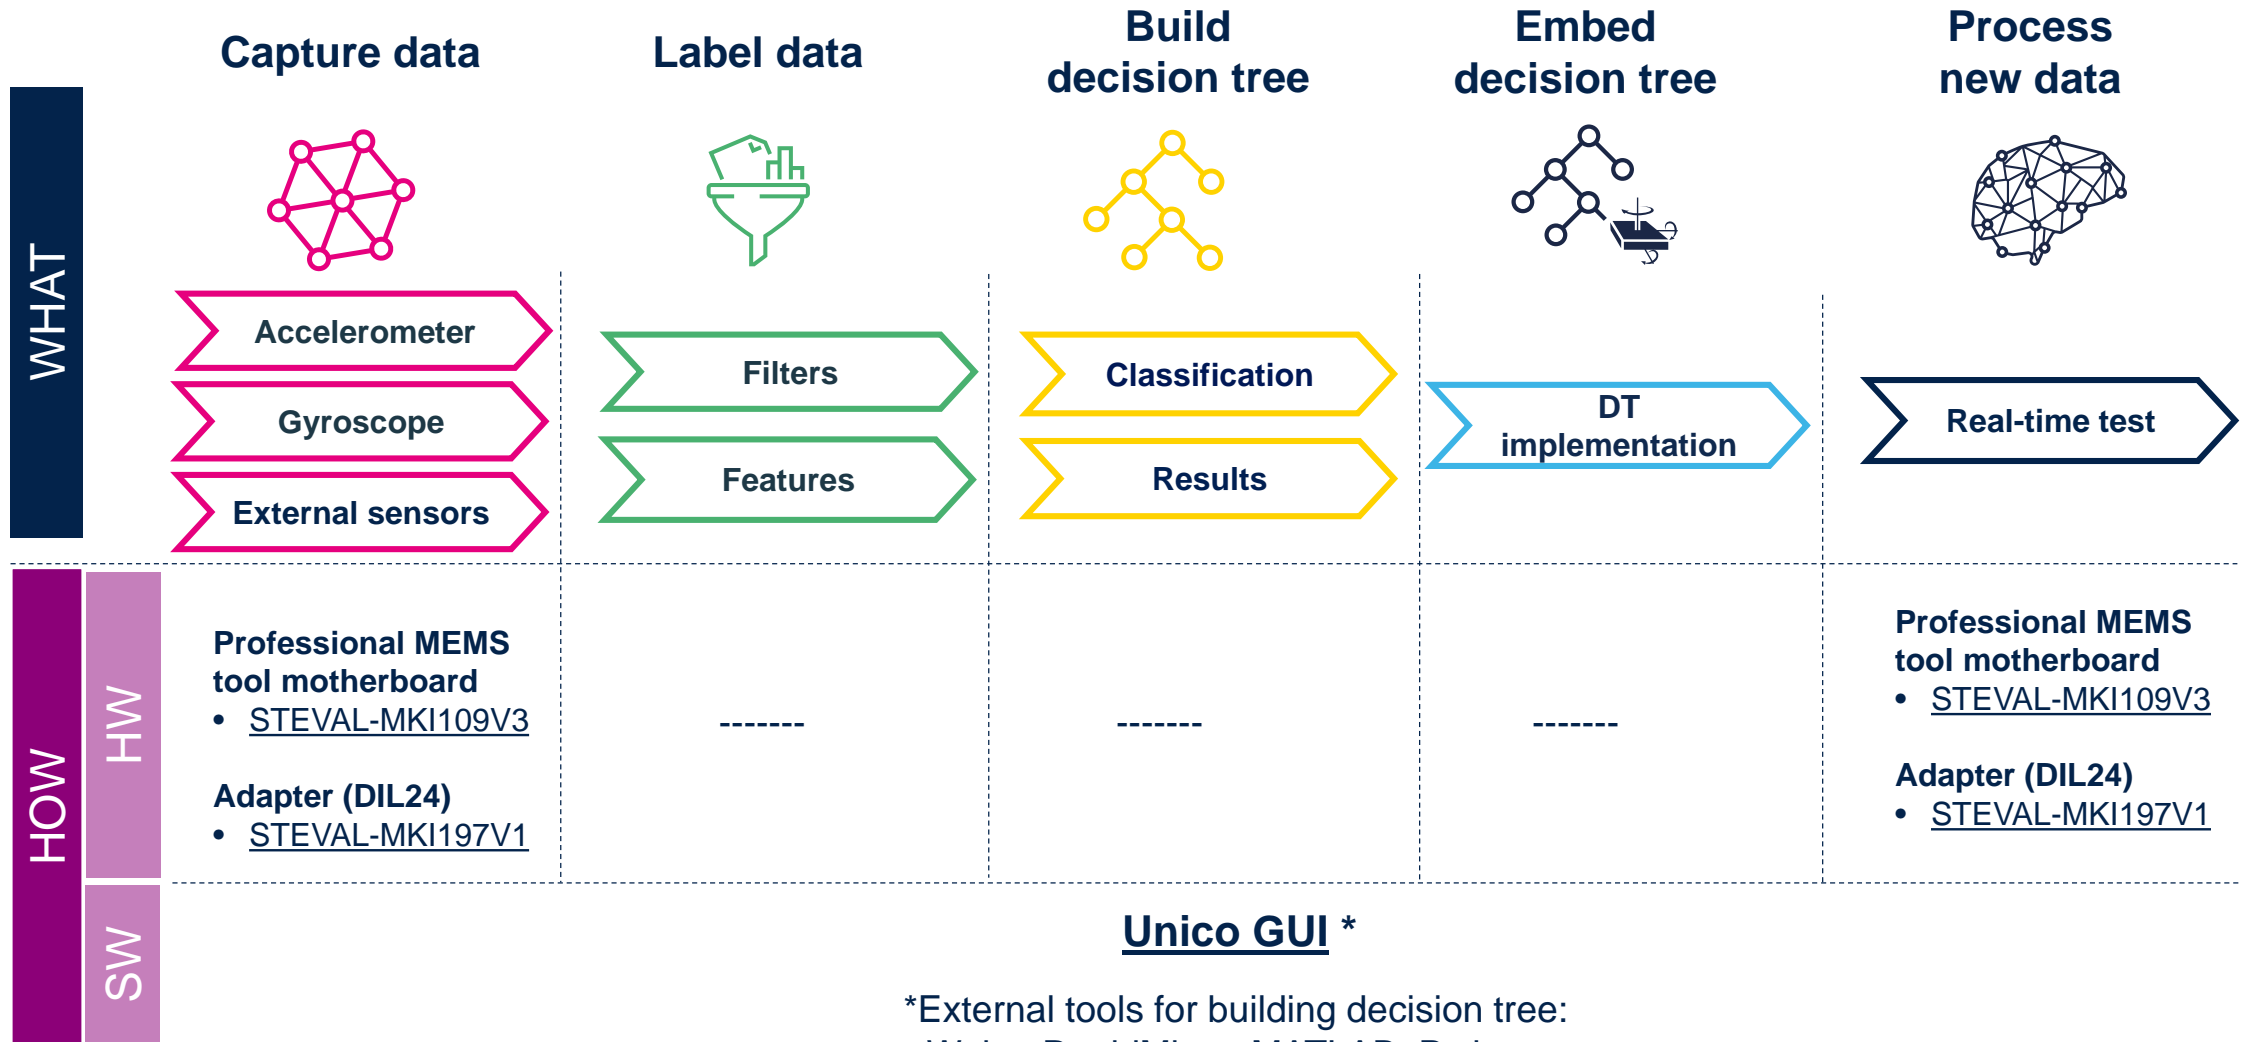 Capture data
Label data
Build
decision tree
Embed
decision tree
Process
new data
WHAT
Accelerometer
Gyroscope
External sensors
Filters
Features
Classification
Results
DT
implementation
Real-time test
HOW
HW
Professional MEMS
tool motherboard
• STEVAL-MKI109V3
Adapter (DIL24)
• STEVAL-MKI197V1
-------
-------
-------
Professional MEMS
tool motherboard
• STEVAL-MKI109V3
Adapter (DIL24)
• STEVAL-MKI197V1
SW
Unico GUI *
*External tools for building decision tree: